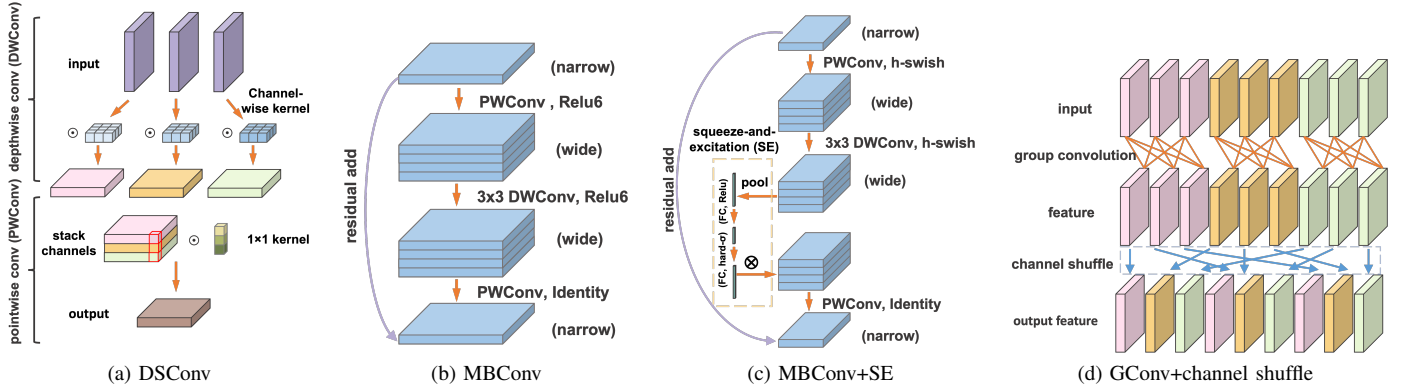 depthwise conv (DWConv)
pointwise conv (PWConv)
input
Channel-
wise kernel
stack
channels
1×1 kernel
output
(a) DSConv
residual add
(narrow)
PWConv , Relu6
(wide)
3x3 DWConv, Relu6
(wide)
PWConv, Identity
(narrow)
(b) MBConv
residual add
(narrow)
PWConv, h-swish
(wide)
squeeze-and-
excitation (SE)
3x3 DWConv, h-swish
pool
(wide)
(FC, Relu)
(FC, hard-σ)
⊗
PWConv, Identity
(narrow)
(c) MBConv+SE
input
group convolution
feature
channel shuffle
output feature
(d) GConv+channel shuffle